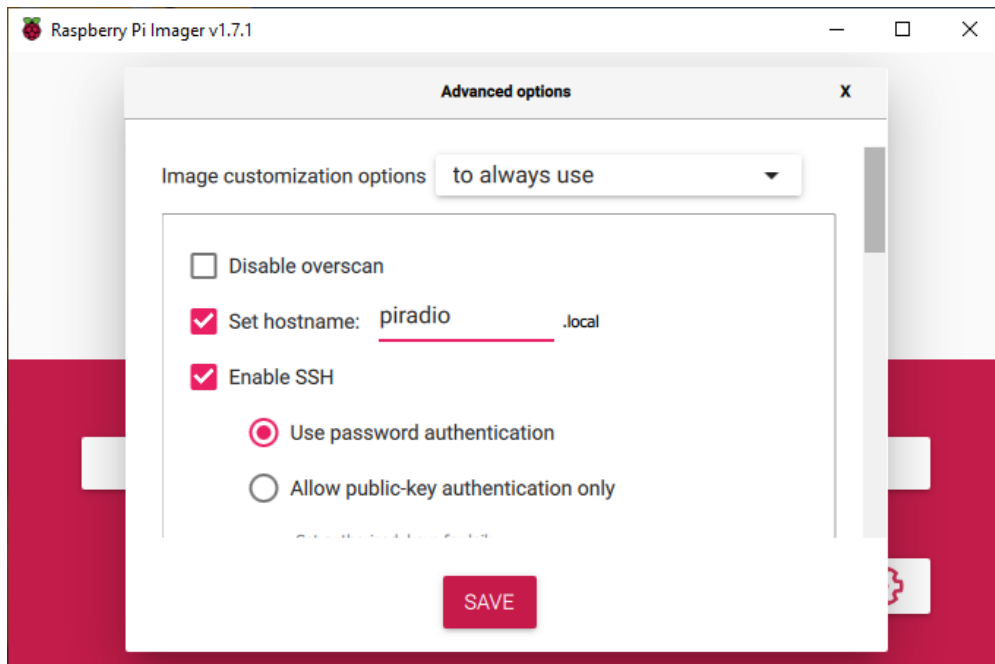 Raspberry Pi Imager v1.7.1
Advanced options X
Image customization options to always use
Disable overscan
Set hostname: piradio .local
Enable SSH
Use password authentication
Allow public-key authentication only
SAVE